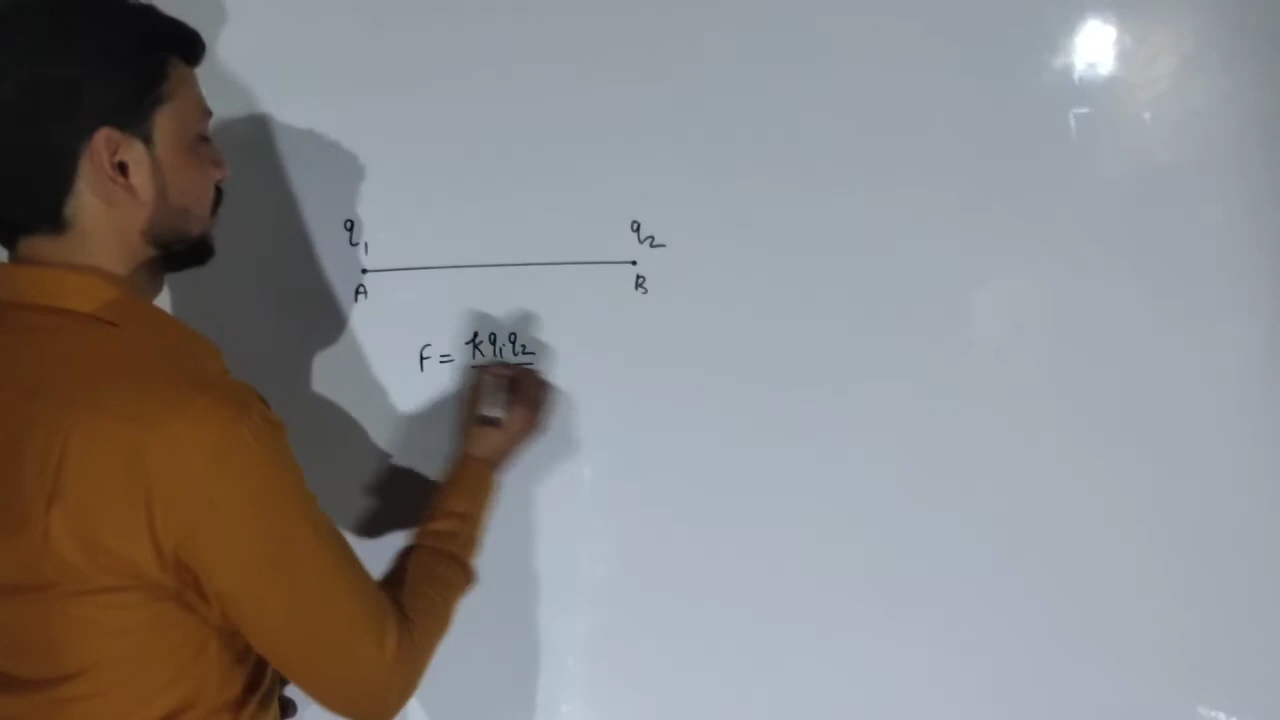 q₁ q₂
A B
F = kq₁q₂